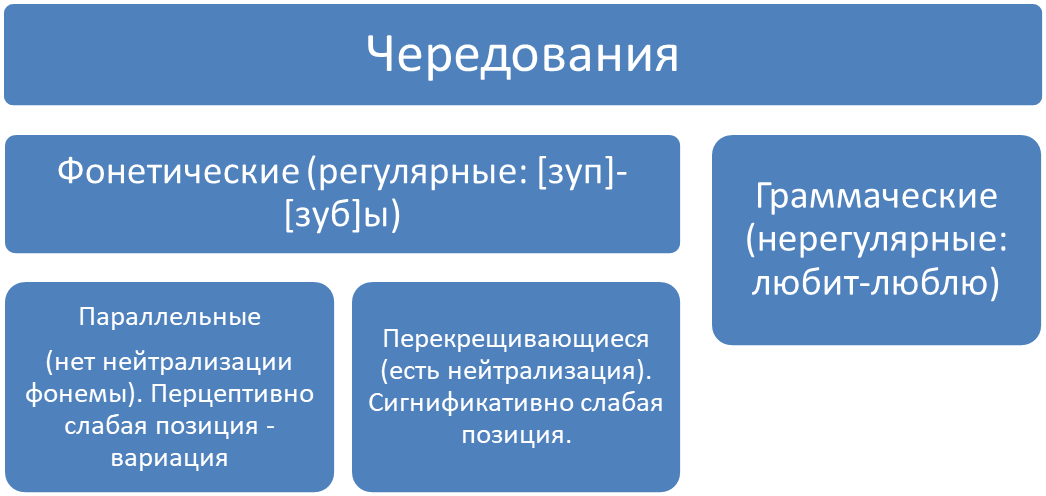 Чередования
Фонетические (регулярные: [зуп]-
[зуб]ы)
Граммаческие
(нерегулярные:
любит-люблю)
Параллельные
(нет нейтрализации
фонемы). Перцептивно
слабая позиция -
вариация
Перекрещивающиеся
(есть нейтрализация).
Сигнификативно слабая
позиция.